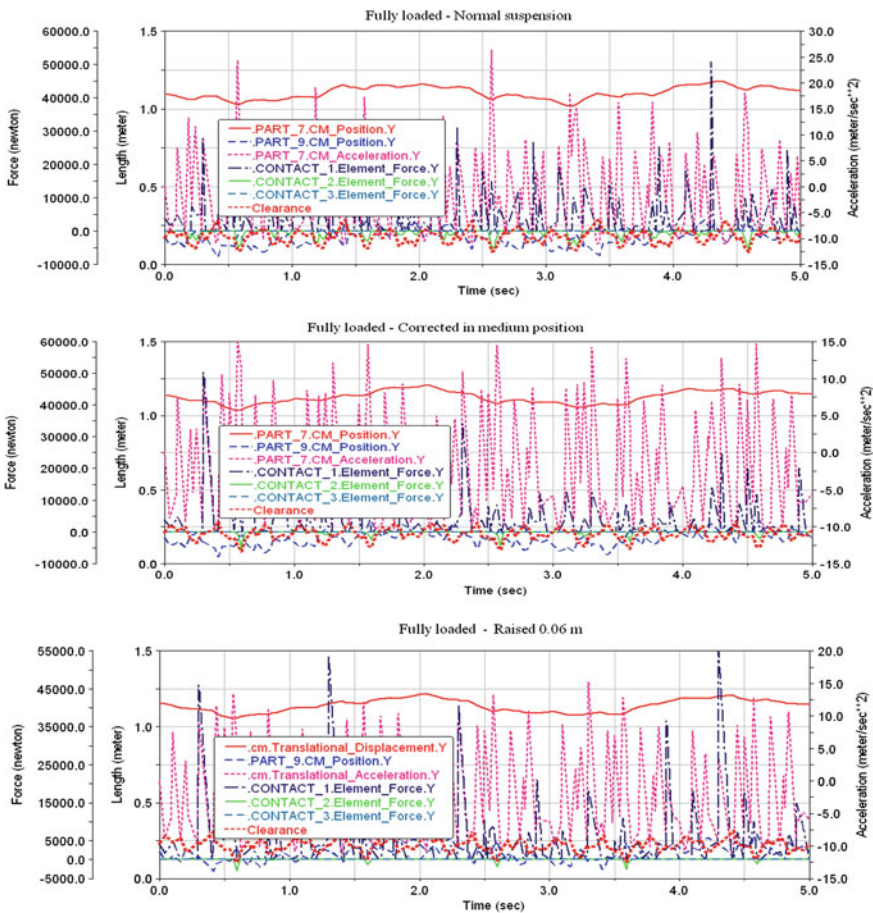 Fully loaded - Normal suspension
60000.0
50000.0
40000.0
30000.0
20000.0
10000.0
0.0
-10000.0
Force (newton)
1.5
1.0
0.5
0.0
Length (meter)
30.0
25.0
20.0
15.0
10.0
5.0
0.0
-5.0
-10.0
-15.0
Acceleration (meter/sec**2)
.PART_7.CM_Position.Y
.PART_9.CM_Position.Y
.PART_7.CM_Acceleration.Y
.CONTACT_1.Element_Force.Y
.CONTACT_2.Element_Force.Y
.CONTACT_3.Element_Force.Y
Clearance
0.0 1.0 2.0 3.0 4.0 5.0
Time (sec)
Fully loaded - Corrected in medium position
60000.0
50000.0
40000.0
30000.0
20000.0
10000.0
0.0
-10000.0
Force (newton)
1.5
1.0
0.5
0.0
Length (meter)
15.0
10.0
5.0
0.0
-5.0
-10.0
-15.0
Acceleration (meter/sec**2)
.PART_7.CM_Position.Y
.PART_9.CM_Position.Y
.PART_7.CM_Acceleration.Y
.CONTACT_1.Element_Force.Y
.CONTACT_2.Element_Force.Y
.CONTACT_3.Element_Force.Y
Clearance
0.0 1.0 2.0 3.0 4.0 5.0
Time (sec)
Fully loaded - Raised 0.06 m
55000.0
45000.0
35000.0
25000.0
15000.0
5000.0
0.0
-5000.0
Force (newton)
1.5
1.0
0.5
0.0
Length (meter)
20.0
15.0
10.0
5.0
0.0
-5.0
-10.0
-15.0
Acceleration (meter/sec**2)
.cm.Translational_Displacement.Y
.PART_9.CM_Position.Y
.cm.Translational_Acceleration.Y
.CONTACT_1.Element_Force.Y
.CONTACT_2.Element_Force.Y
.CONTACT_3.Element_Force.Y
Clearance
0.0 1.0 2.0 3.0 4.0 5.0
Time (sec)